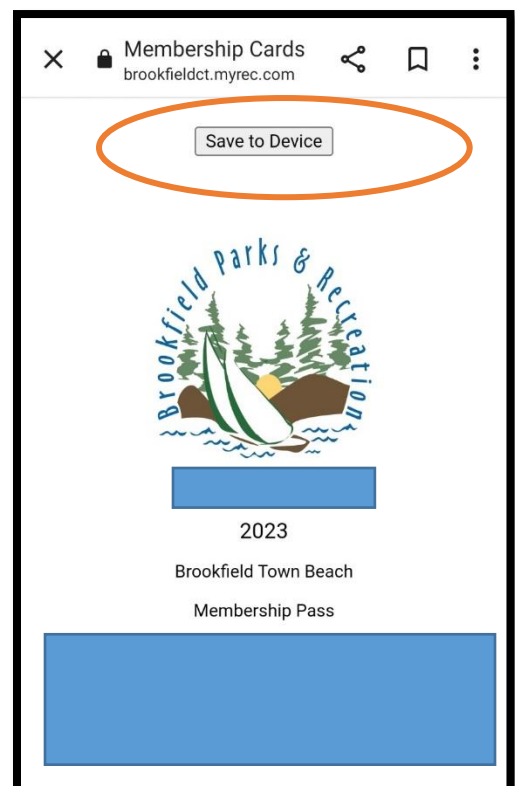 Membership Cards
brookfieldct.myrec.com
Save to Device
Brookfield Parks & Recreation
2023
Brookfield Town Beach
Membership Pass